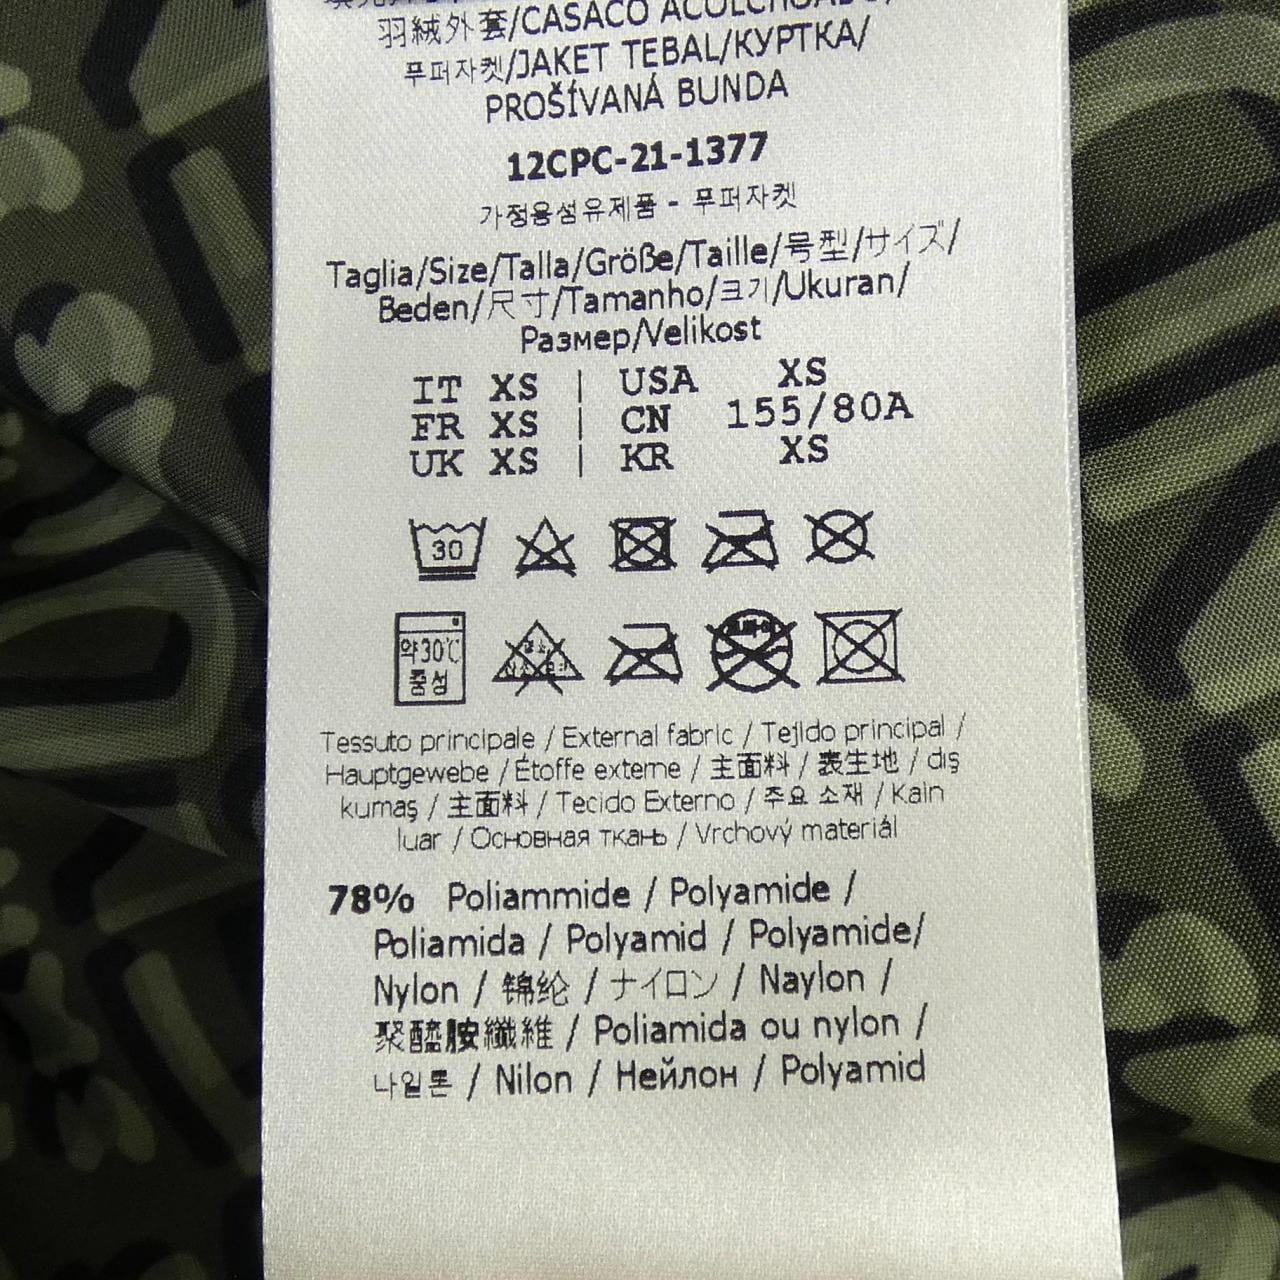 羽絨外套/CASACO ACOLCHOADO/
푸퍼자켓/JAKET TEBAL/КУРТКА/
PROŠÍVANÁ BUNDA
12CPC-21-1377
가정용섬유제품 - 푸퍼자켓
Taglia/Size/Talla/Größe/Taille/号型/サイズ/
Beden/尺寸/Tamanho/크기/Ukuran/
Размер/Velikost
IT XS | USA XS
FR XS | CN 155/80A
UK XS | KR XS
30
약30℃
중성
Tessuto principale / External fabric / Tejido principal /
Hauptgewebe / Étoffe externe / 主面料 / 表生地 / dış
kumaş / 主面料 / Tecido Externo / 주요 소재 / Kain
luar / Основная ткань / Vrchový materiál
78% Poliammide / Polyamide /
Poliamida / Polyamid / Polyamide/
Nylon / 锦纶 / ナイロン / Naylon /
聚醯胺纖維 / Poliamida ou nylon /
나일론 / Nilon / Нейлон / Polyamid